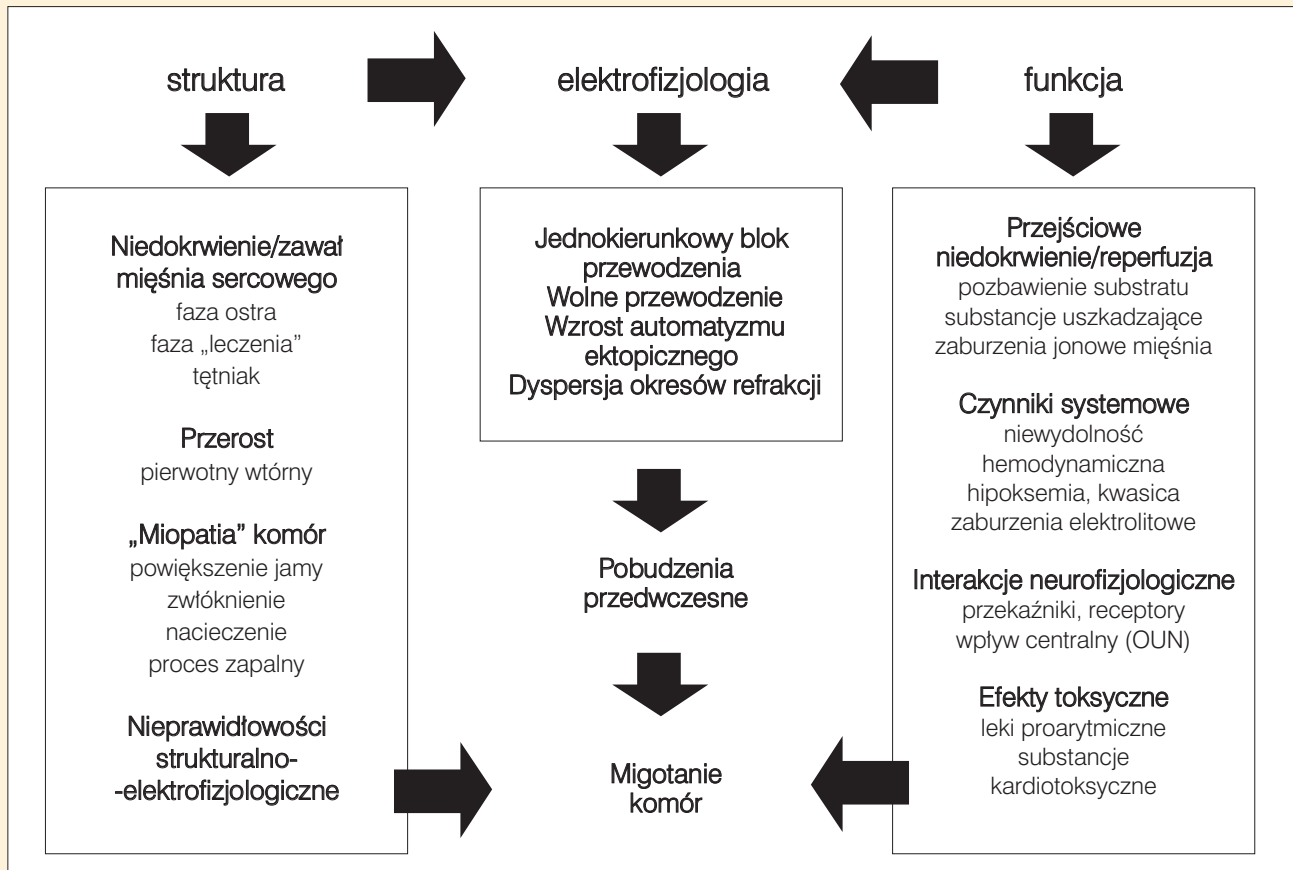 struktura
elektrofizjologia
funkcja
Niedokrwienie/zawał
mięśnia sercowego
faza ostra
faza „leczenia”
tętniak
Przerost
pierwotny wtórny
„Miopatia” komór
powiększenie jamy
zwłóknienie
nacieczenie
proces zapalny
Nieprawidłowości
strukturalno-
-elektrofizjologiczne
Jednokierunkowy blok
przewodzenia
Wolne przewodzenie
Wzrost automatyzmu
ektopicznego
Dyspersja okresów refrakcji
Pobudzenia
przedwczesne
Migotanie
komór
Przejściowe
niedokrwienie/reperfuzja
pozbawienie substratu
substancje uszkadzające
zaburzenia jonowe mięśnia
Czynniki systemowe
niewydolność
hemodynamiczna
hipoksemia, kwasica
zaburzenia elektrolitowe
Interakcje neurofizjologiczne
przekaźniki, receptory
wpływ centralny (OUN)
Efekty toksyczne
leki proarytmiczne
substancje
kardiotoksyczne